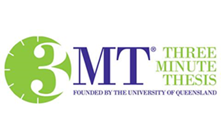 3MT® THREE
MINUTE
THESIS
FOUNDED BY THE UNIVERSITY OF QUEENSLAND